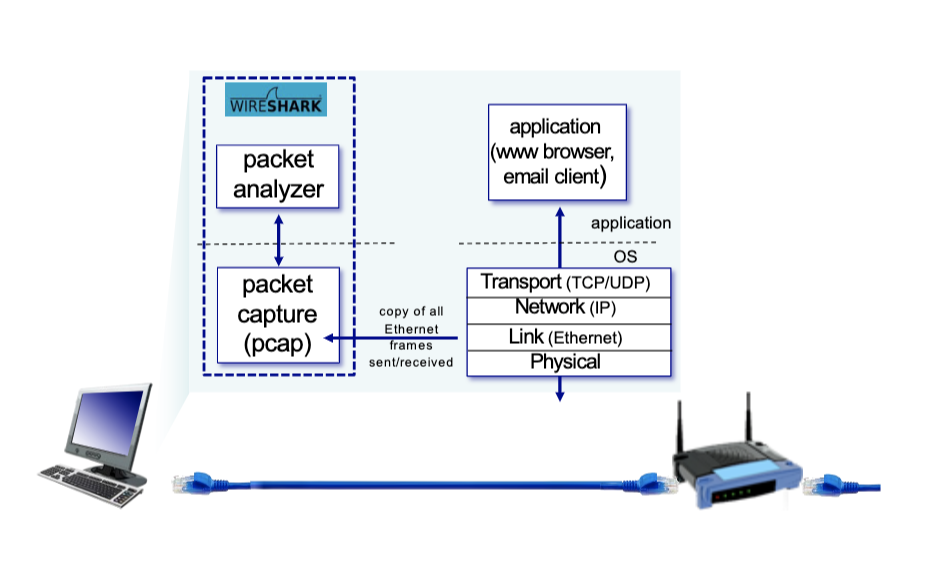 WIRESHARK
packet
analyzer
packet
capture
(pcap)
copy of all
Ethernet
frames
sent/received
application
(www browser,
email client)
application
OS
Transport (TCP/UDP)
Network (IP)
Link (Ethernet)
Physical